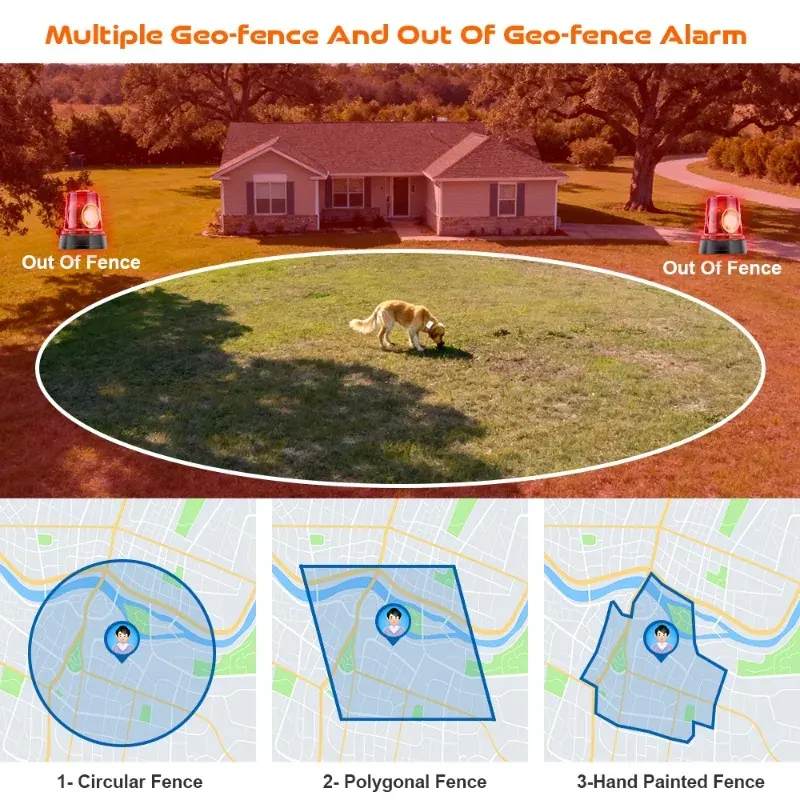 Multiple Geo-fence And Out Of Geo-fence Alarm
Out Of Fence
Out Of Fence
1- Circular Fence
2- Polygonal Fence
3-Hand Painted Fence